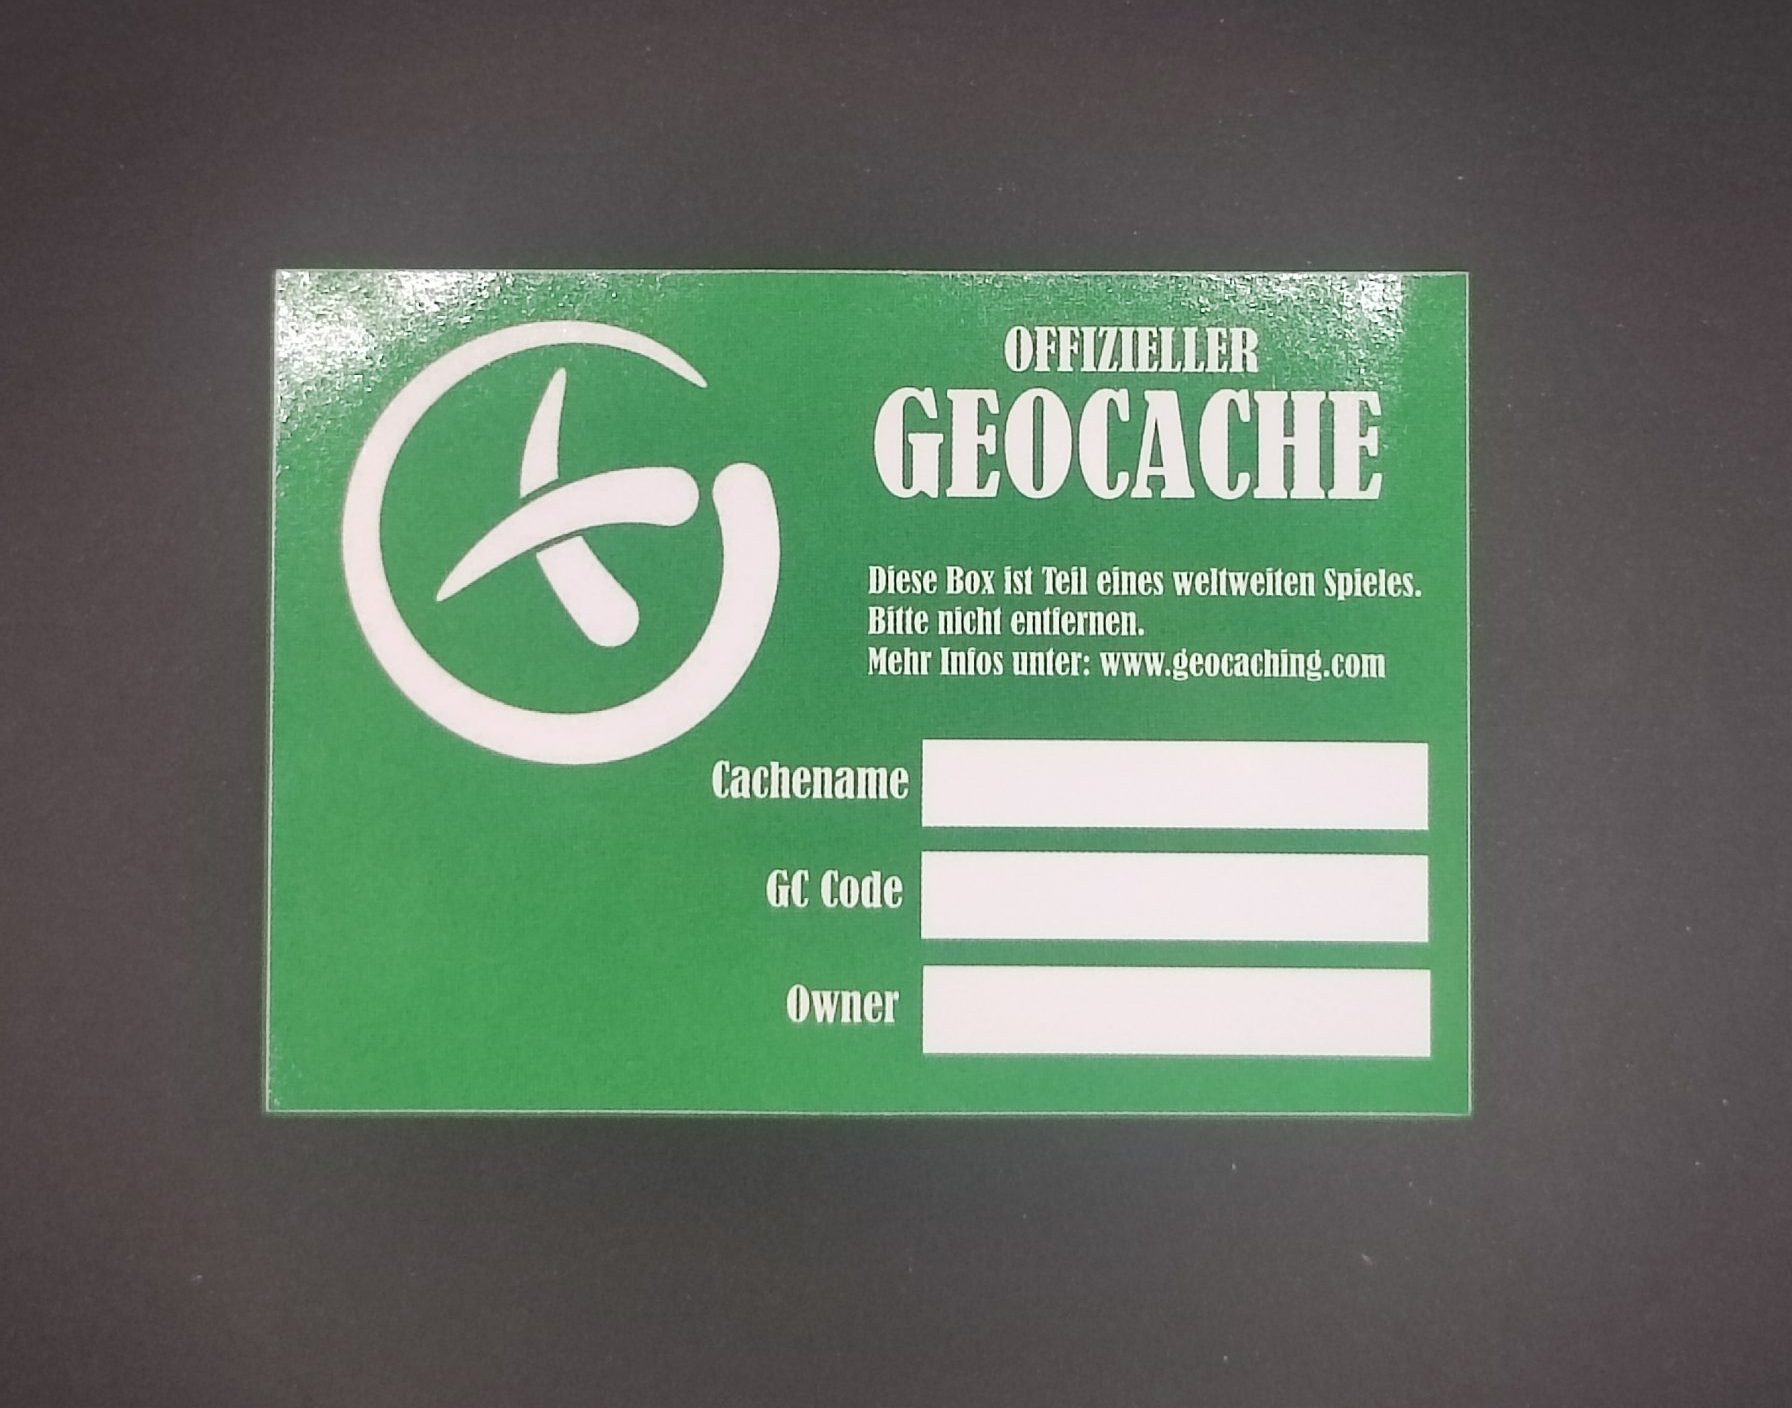 OFFIZIELLER
GEOCACHE
Diese Box ist Teil eines weltweiten Spieles.
Bitte nicht entfernen.
Mehr Infos unter: www.geocaching.com
Cachename
GC Code
Owner